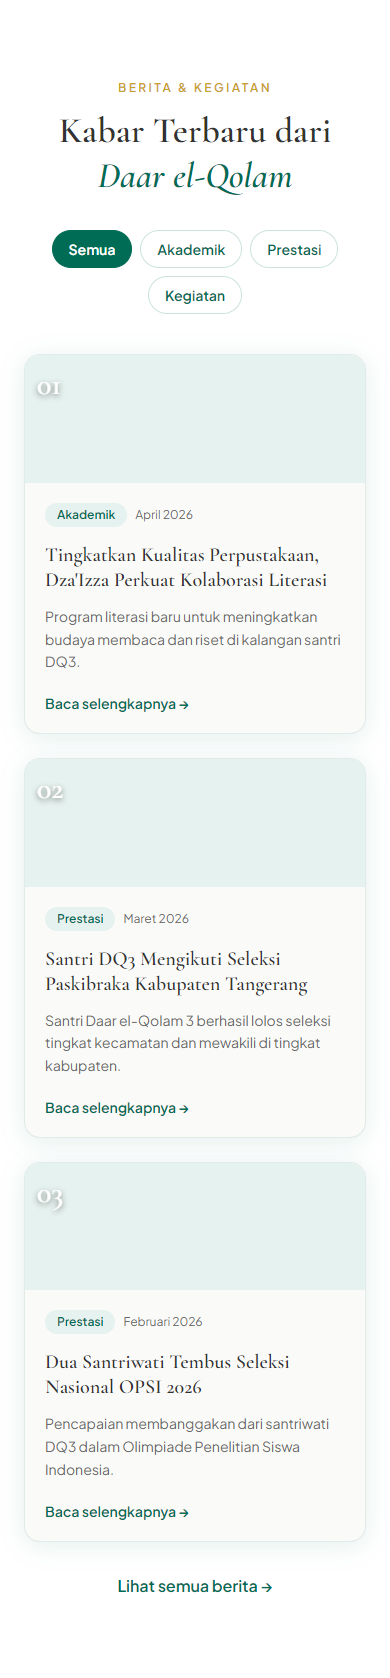 BERITA & KEGIATAN
Kabar Terbaru dari
Daar el-Qolam
Semua
Akademik
Prestasi
Kegiatan
01
Akademik
April 2026
Tingkatkan Kualitas Perpustakaan,
Dza'Izza Perkuat Kolaborasi Literasi
Program literasi baru untuk meningkatkan
budaya membaca dan riset di kalangan santri
DQ3.
Baca selengkapnya →
02
Prestasi
Maret 2026
Santri DQ3 Mengikuti Seleksi
Paskibraka Kabupaten Tangerang
Santri Daar el-Qolam 3 berhasil lolos seleksi
tingkat kecamatan dan mewakili di tingkat
kabupaten.
Baca selengkapnya →
03
Prestasi
Februari 2026
Dua Santriwati Tembus Seleksi
Nasional OPSI 2026
Pencapaian membanggakan dari santriwati
DQ3 dalam Olimpiade Penelitian Siswa
Indonesia.
Baca selengkapnya →
Lihat semua berita →